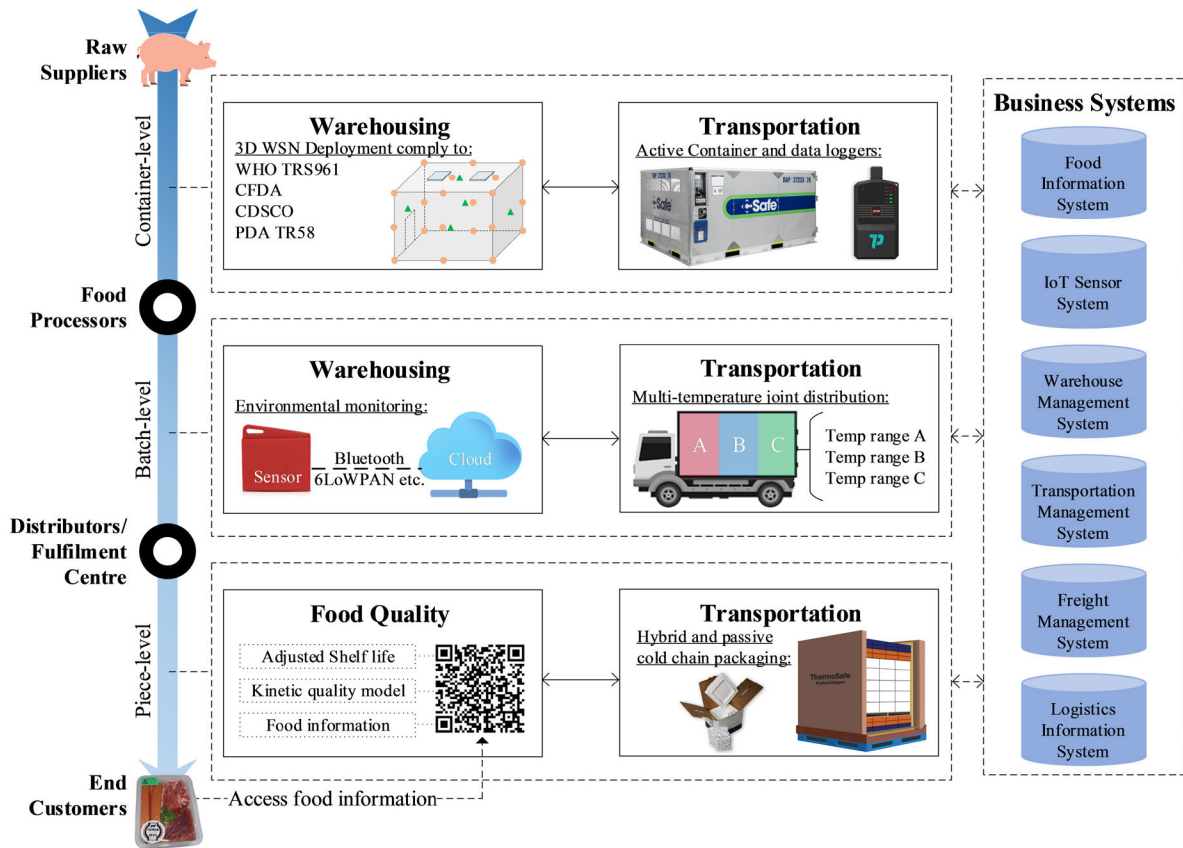 Raw
Suppliers
Container-level
Warehousing
3D WSN Deployment comply to:
WHO TRS961
CFDA
CDSCO
PDA TR58
Transportation
Active Container and data loggers:
RAP 27233 7K
Safe
Food
Processors
Batch-level
Warehousing
Environmental monitoring:
Sensor
Bluetooth
6LoWPAN etc.
Cloud
Transportation
Multi-temperature joint distribution:
A B C
Temp range A
Temp range B
Temp range C
Distributors/
Fulfilment
Centre
Piece-level
Food Quality
Adjusted Shelf life
Kinetic quality model
Food information
Transportation
Hybrid and passive
cold chain packaging:
ThermoSafe
End
Customers
Access food information
Business Systems
Food
Information
System
IoT Sensor
System
Warehouse
Management
System
Transportation
Management
System
Freight
Management
System
Logistics
Information
System